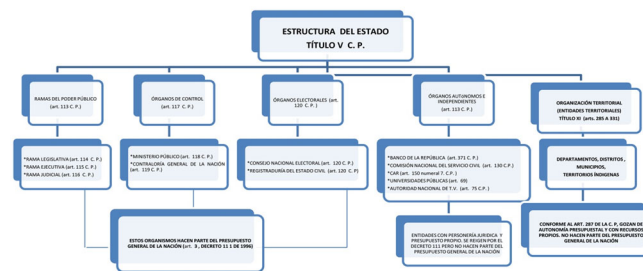 ESTRUCTURA DEL ESTADO
TÍTULO V C. P.
RAMAS DEL PODER PÚBLICO
(art. 113 C. P.)
ÓRGANOS DE CONTROL
(art. 117 C. P.)
ÓRGANOS ELECTORALES (art.
120 C. P. )
ÓRGANOS AUTÓNOMOS E
INDEPENDIENTES
(art. 113 C. P. )
ORGANIZACIÓN TERRITORIAL
(ENTIDADES TERRITORIALES)
TÍTULO XI (arts. 285 A 331)
*RAMA LEGISLATIVA (art. 114 C. P.)
*RAMA EJECUTIVA (art. 115 C. P.)
*RAMA JUDICIAL (art. 116 C. P.)
*MINISTERIO PÚBLICO (art. 118 C. P.)
*CONTRALORÍA GENERAL DE LA NACIÓN
(art. 119 C. P.)
*CONSEJO NACIONAL ELECTORAL (art. 120 C. P.)
*REGISTRADURÍA DEL ESTADO CIVIL (art. 120 C. P)
*BANCO DE LA REPÚBLICA (art. 371 C. P.)
*COMISIÓN NACIONAL DEL SERVICIO CIVIL (art. 130 C.P.)
*CAR (art. 150 numeral 7. C.P. )
*UNIVERSIDADES PÚBLICAS (art. 69)
*AUTORIDAD NACIONAL DE T.V. (art. 75 C.P.)
DEPARTAMENTOS, DISTRITOS ,
MUNICIPIOS,
TERRITORIOS ÍNDIGENAS
ESTOS ORGANISMOS HACEN PARTE DEL PRESUPUESTO
GENERAL DE LA NACIÓN (art. 3 , DECRETO 11 1 DE 1996)
ENTIDADES CON PERSONERÍA JURIDICA Y
PRESUPUESTO PROPIO. SE RIGEN POR EL
DECRETO 111 PERO NO HACEN PARTE DEL
PRESUPUESTO GENERAL DE LA NACIÓN
CONFORME AL ART. 287 DE LA C. P, GOZAN DE
AUTONOMÍA PRESUPUESTAL Y CON RECURSOS
PROPIOS. NO HACEN PARTE DEL PRESUPUESTO
GENERAL DE LA NACIÓN